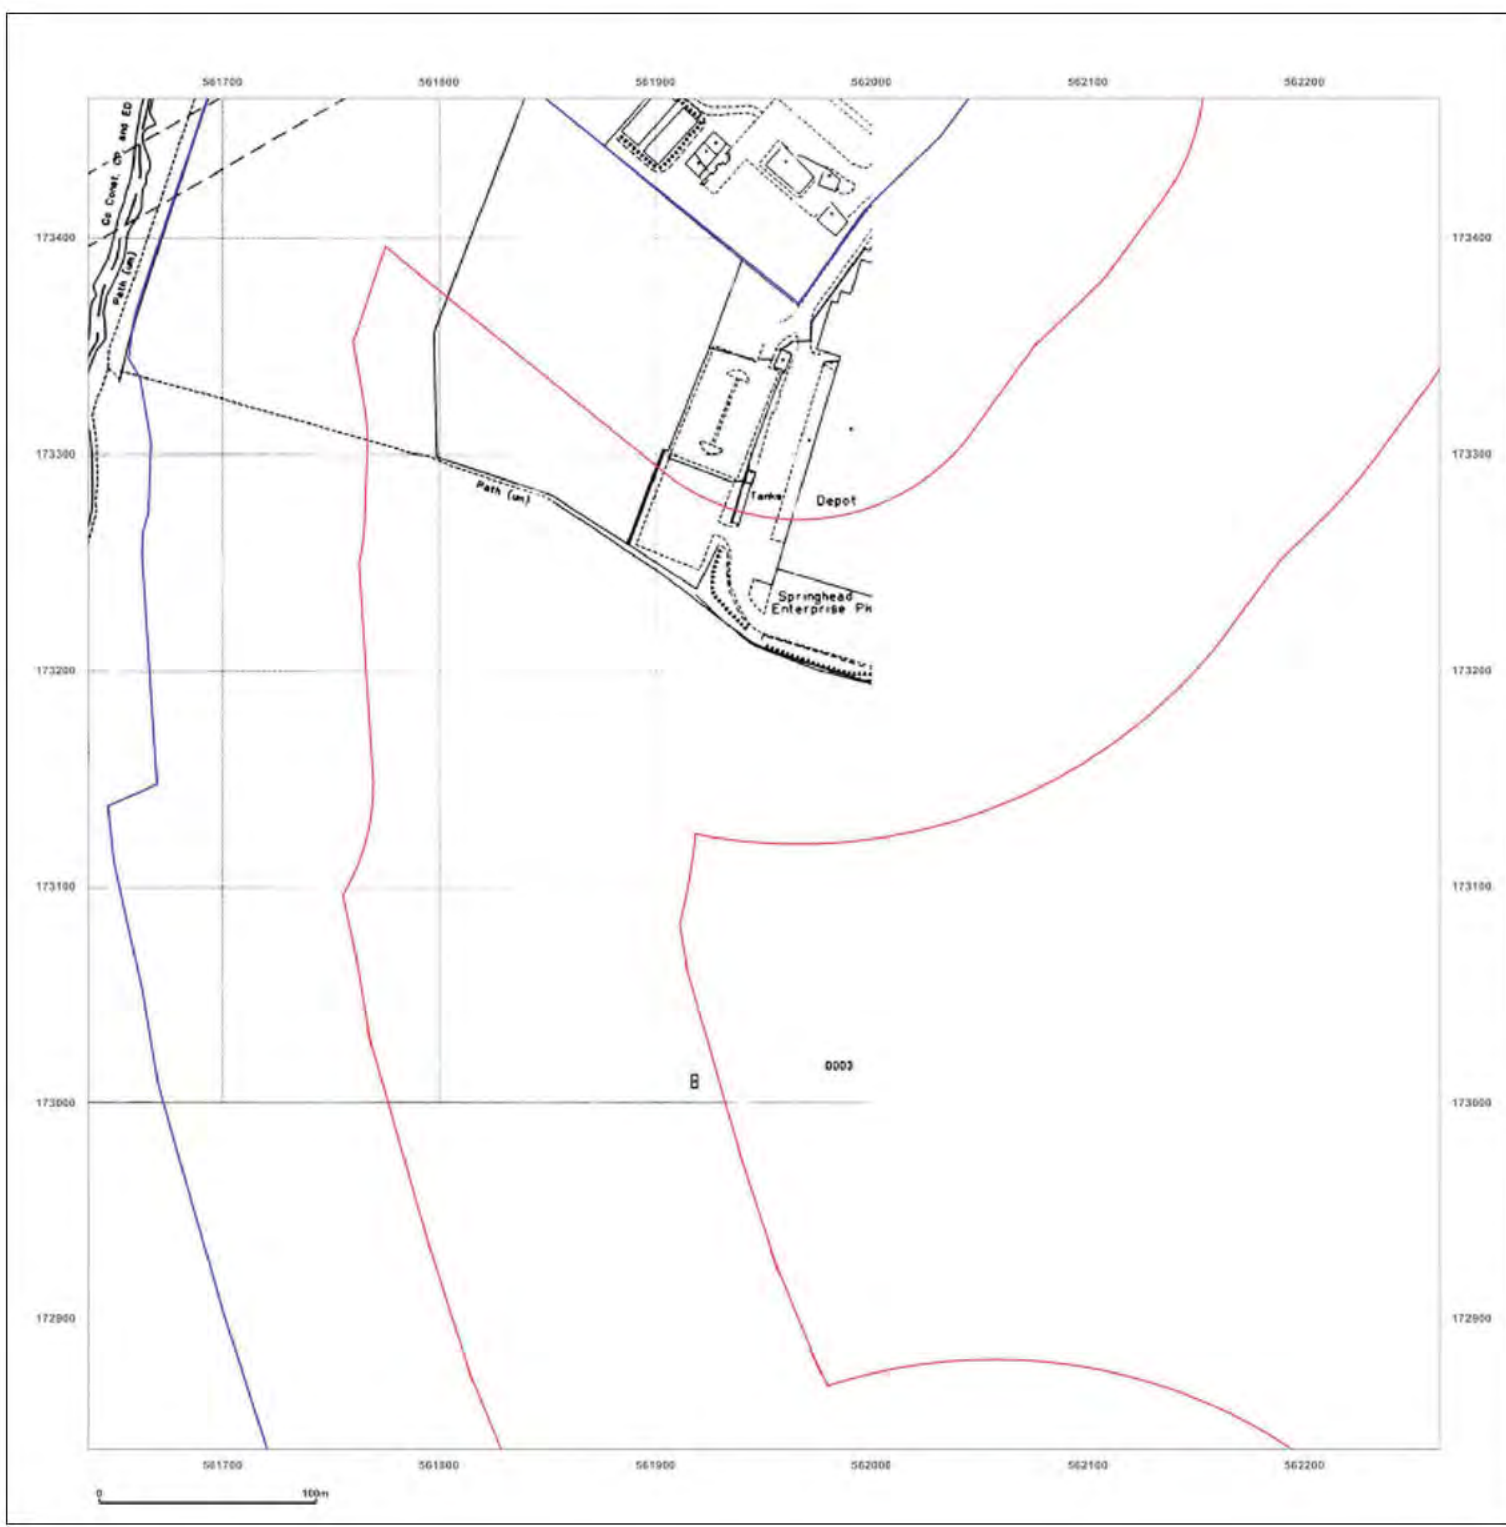 561700 561800 561900 562000 562100 562200
Co Const, CP and ED
173400 173400
Path (um)
173300 173300
Path (um)
Tanks
Depot
Springhead
Enterprise Pk
173200 173200
173100 173100
0003
173000 173000
172900 172900
561700 561800 561900 562000 562100 562200
0 100m